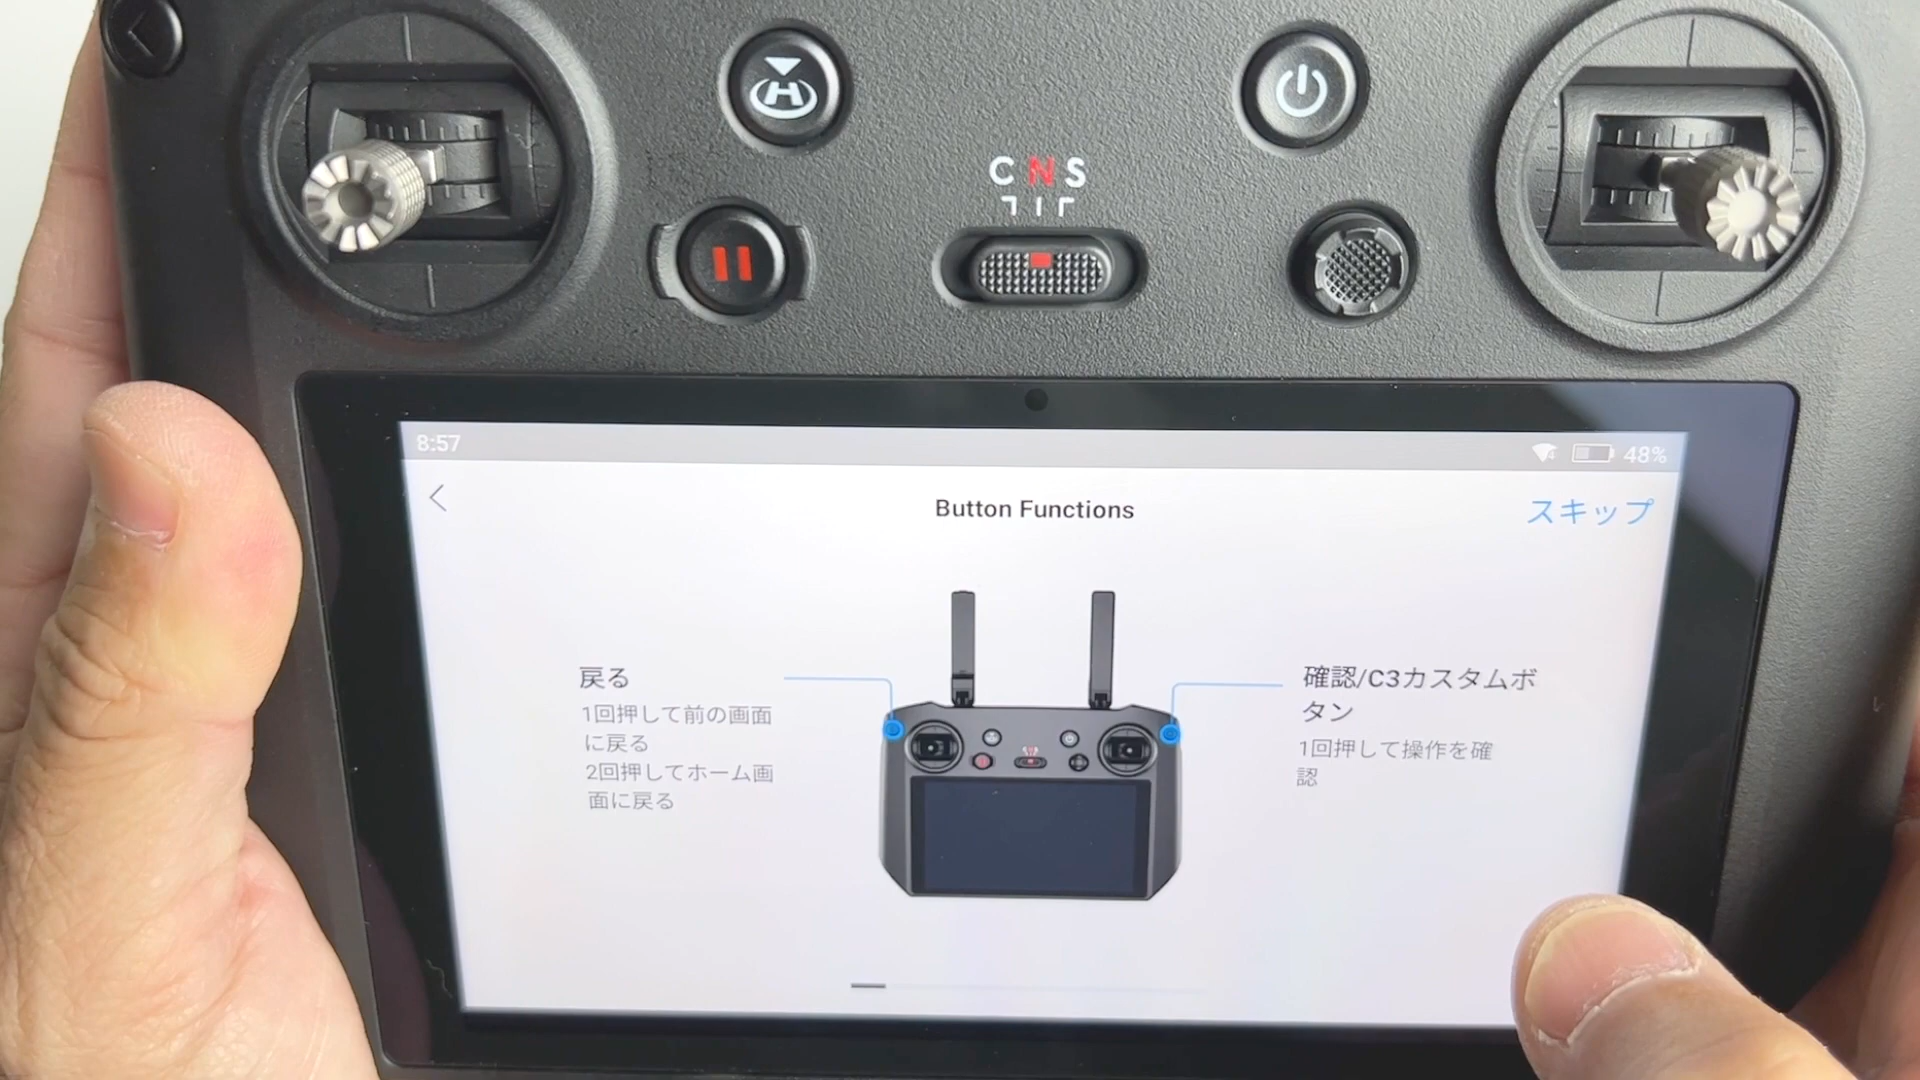 H
C N S
8:57
48%
Button Functions
スキップ
戻る
1回押して前の画面
に戻る
2回押してホーム画
面に戻る
確認/C3カスタムボ
タン
1回押して操作を確
認